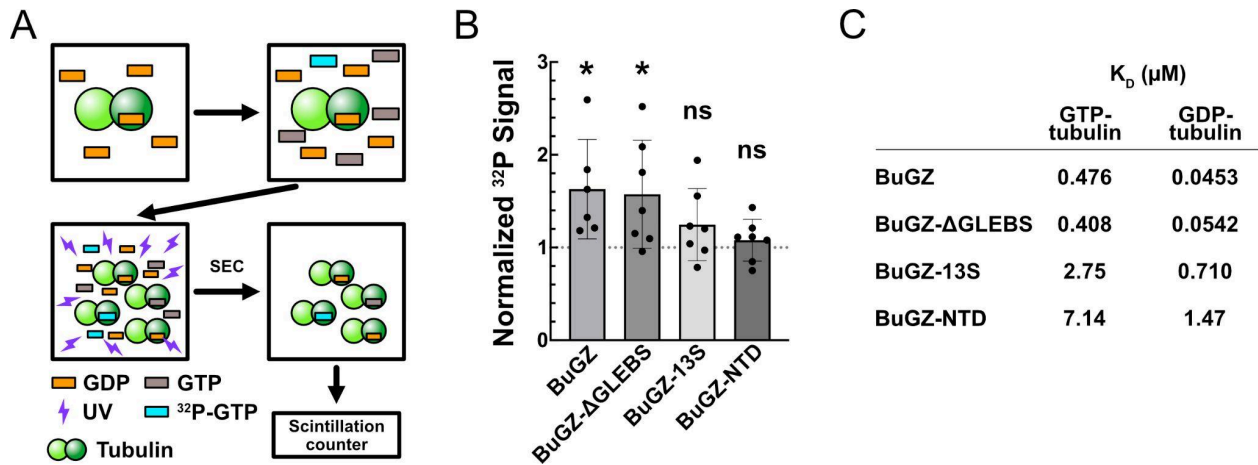 A
SEC
GDP
GTP
UV
³²P-GTP
Tubulin
Scintillation
counter
B
Normalized ³²P Signal
3
2
1
0
*
*
ns
ns
BuGZ
BuGZ-ΔGLEBS
BuGZ-13S
BuGZ-NTD
C
K_D (µM)
GTP-
tubulin
GDP-
tubulin
BuGZ 0.476 0.0453
BuGZ-ΔGLEBS 0.408 0.0542
BuGZ-13S 2.75 0.710
BuGZ-NTD 7.14 1.47